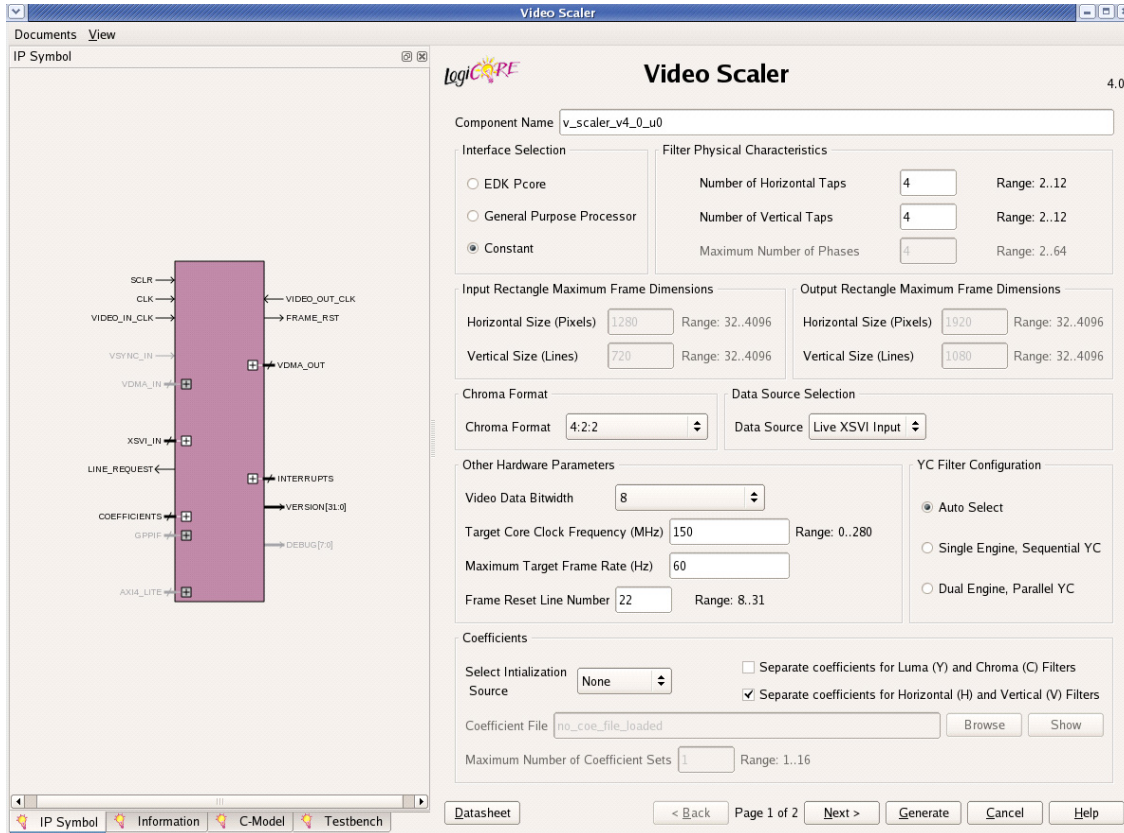 Video Scaler
Documents View
IP Symbol
SCLR
CLK
VIDEO_IN_CLK
VSYNC_IN
VDMA_IN
XSVI_IN
LINE_REQUEST
COEFFICIENTS
GPPIF
AXI4_LITE
VIDEO_OUT_CLK
FRAME_RST
VDMA_OUT
INTERRUPTS
VERSION[31:0]
DEBUG[7:0]
IP Symbol Information C-Model Testbench
LogiCORE
Video Scaler
4.0
Component Name v_scaler_v4_0_u0
Interface Selection
EDK Pcore
General Purpose Processor
Constant
Filter Physical Characteristics
Number of Horizontal Taps 4 Range: 2..12
Number of Vertical Taps 4 Range: 2..12
Maximum Number of Phases 4 Range: 2..64
Input Rectangle Maximum Frame Dimensions
Horizontal Size (Pixels) 1280 Range: 32..4096
Vertical Size (Lines) 720 Range: 32..4096
Output Rectangle Maximum Frame Dimensions
Horizontal Size (Pixels) 1920 Range: 32..4096
Vertical Size (Lines) 1080 Range: 32..4096
Chroma Format
Chroma Format 4:2:2
Data Source Selection
Data Source Live XSVI Input
Other Hardware Parameters
Video Data Bitwidth 8
Target Core Clock Frequency (MHz) 150 Range: 0..280
Maximum Target Frame Rate (Hz) 60
Frame Reset Line Number 22 Range: 8..31
YC Filter Configuration
Auto Select
Single Engine, Sequential YC
Dual Engine, Parallel YC
Coefficients
Select Intialization
Source
None
Separate coefficients for Luma (Y) and Chroma (C) Filters
Separate coefficients for Horizontal (H) and Vertical (V) Filters
Coefficient File no_coe_file_loaded Browse Show
Maximum Number of Coefficient Sets 1 Range: 1..16
Datasheet < Back Page 1 of 2 Next > Generate Cancel Help